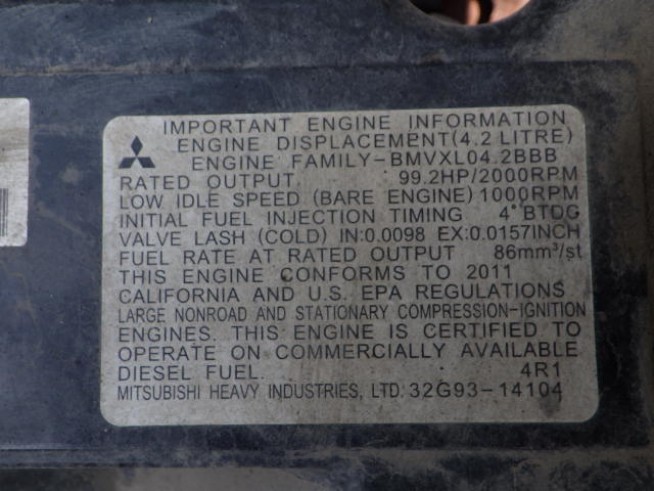 IMPORTANT ENGINE INFORMATION
ENGINE DISPLACEMENT(4.2 LITRE)
ENGINE FAMILY-BMVXL04.2BBB
RATED OUTPUT 99.2HP/2000RPM
LOW IDLE SPEED (BARE ENGINE) 1000RPM
INITIAL FUEL INJECTION TIMING 4°BTDG
VALVE LASH (COLD) IN:0.0098 EX:0.0157INCH
FUEL RATE AT RATED OUTPUT 86mm³/st
THIS ENGINE CONFORMS TO 2011
CALIFORNIA AND U.S. EPA REGULATIONS
LARGE NONROAD AND STATIONARY COMPRESSION-IGNITION
ENGINES. THIS ENGINE IS CERTIFIED TO
OPERATE ON COMMERCIALLY AVAILABLE
DIESEL FUEL. 4R1
MITSUBISHI HEAVY INDUSTRIES, LTD. 32G93-14104